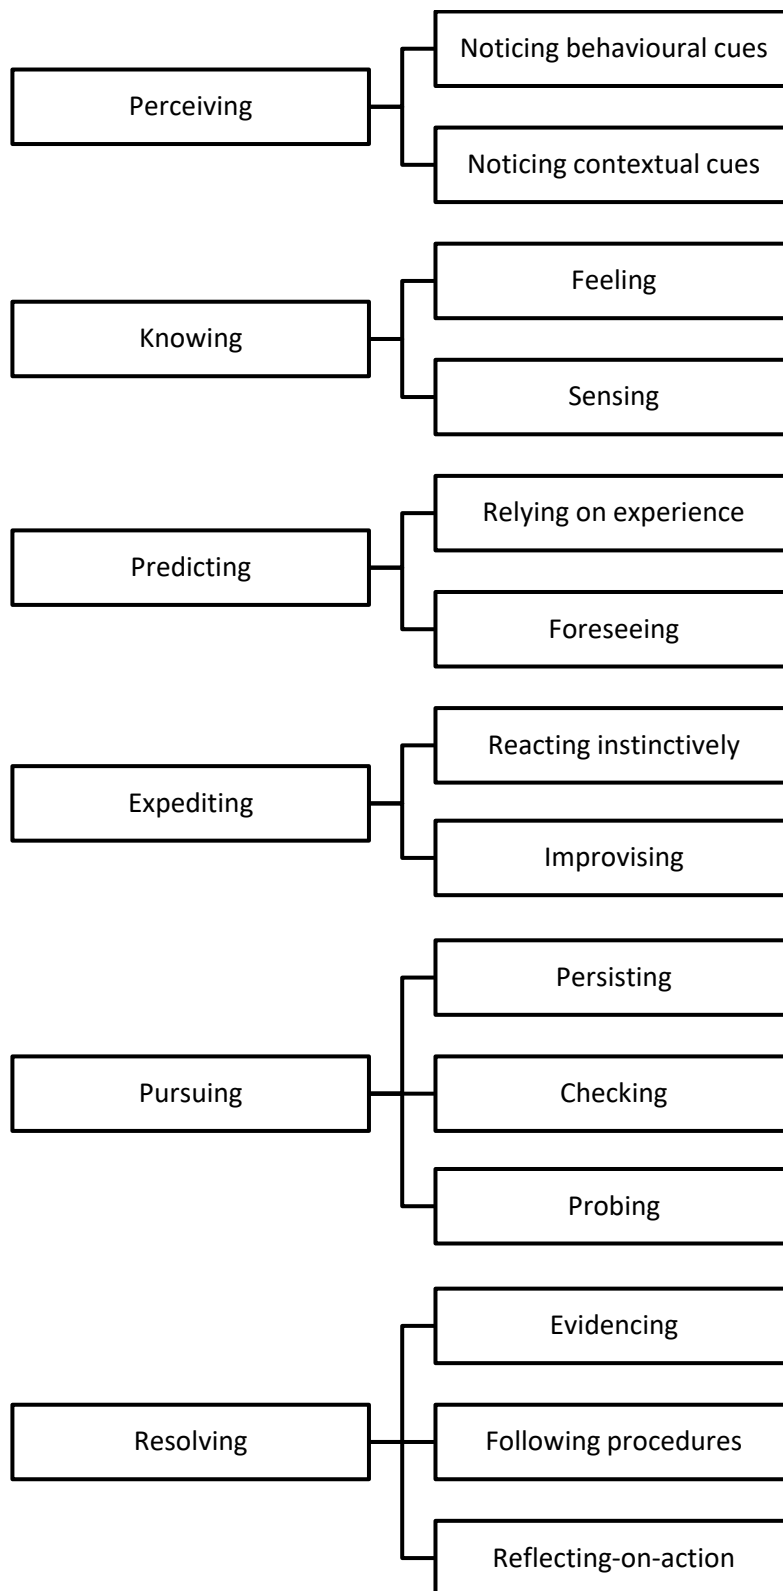 Perceiving
Noticing behavioural cues
Noticing contextual cues
Knowing
Feeling
Sensing
Predicting
Relying on experience
Foreseeing
Expediting
Reacting instinctively
Improvising
Pursuing
Persisting
Checking
Probing
Resolving
Evidencing
Following procedures
Reflecting-on-action